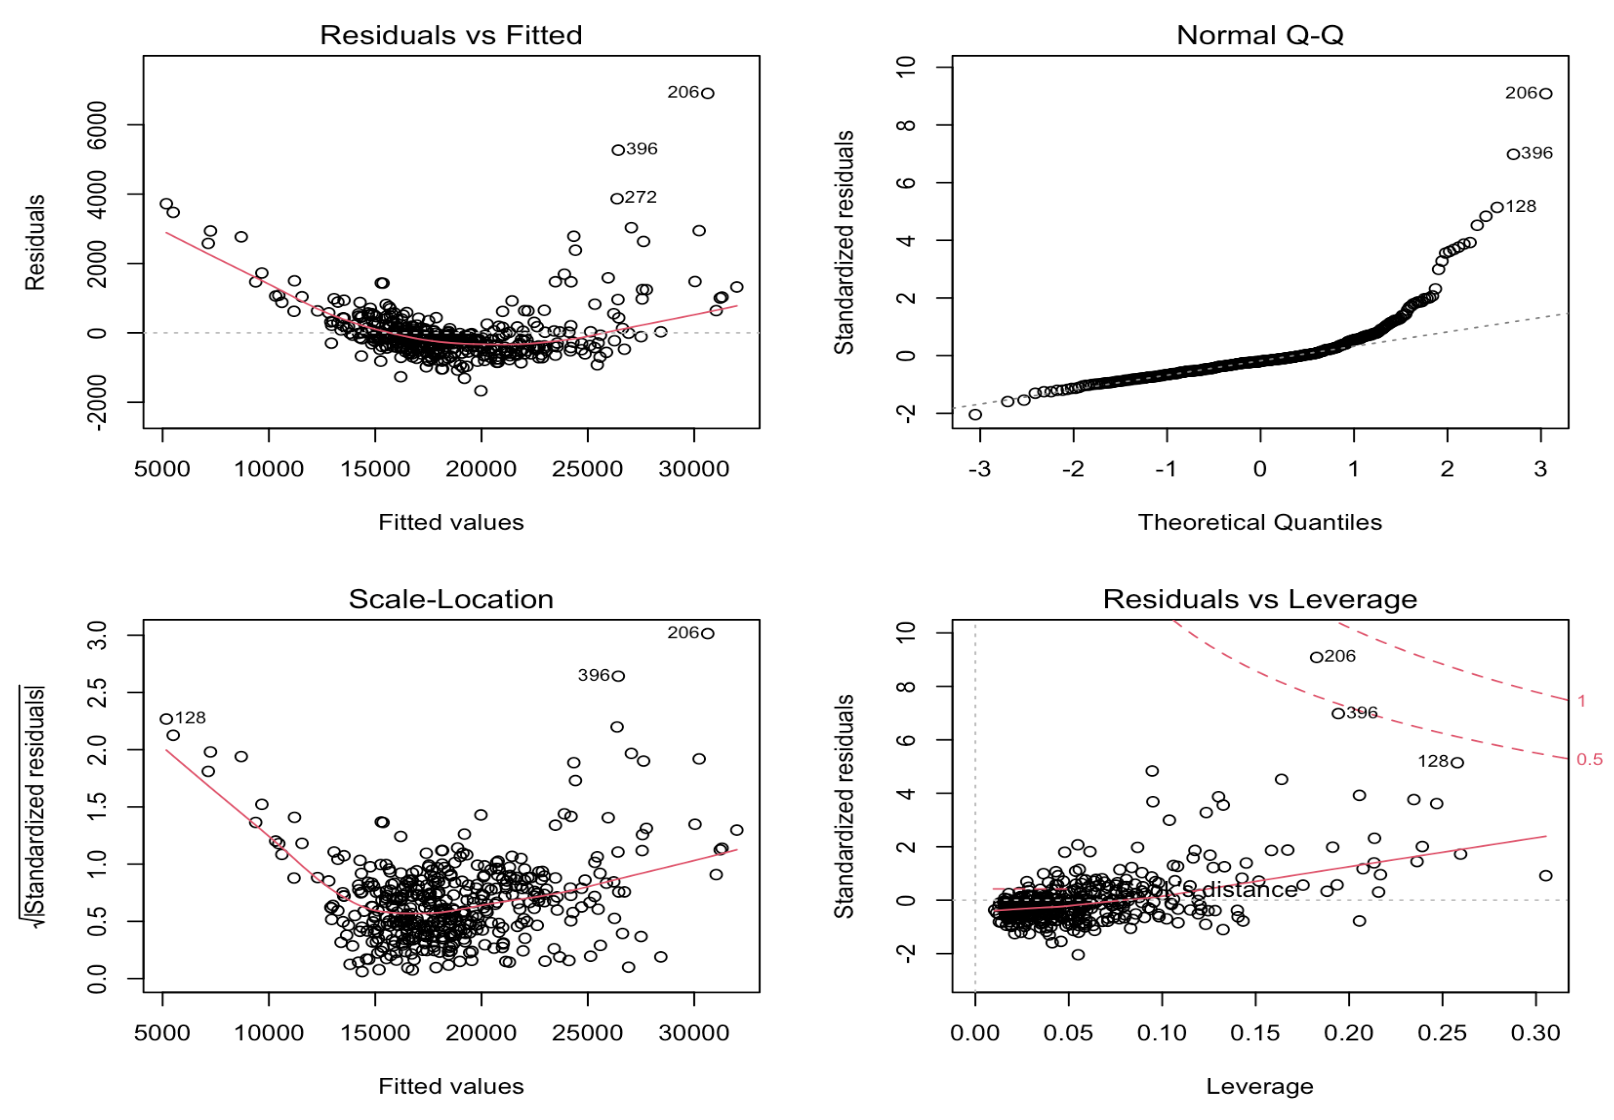 Residuals vs Fitted
Residuals
-2000 0 2000 4000 6000
206
396
272
5000 10000 15000 20000 25000 30000
Fitted values
Normal Q-Q
Standardized residuals
-2 0 2 4 6 8 10
206
396
128
-3 -2 -1 0 1 2 3
Theoretical Quantiles
Scale-Location
√|Standardized residuals|
0.0 0.5 1.0 1.5 2.0 2.5 3.0
206
396
128
5000 10000 15000 20000 25000 30000
Fitted values
Residuals vs Leverage
Standardized residuals
-2 0 2 4 6 8 10
206
396
128
1
0.5
distance
0.00 0.05 0.10 0.15 0.20 0.25 0.30
Leverage